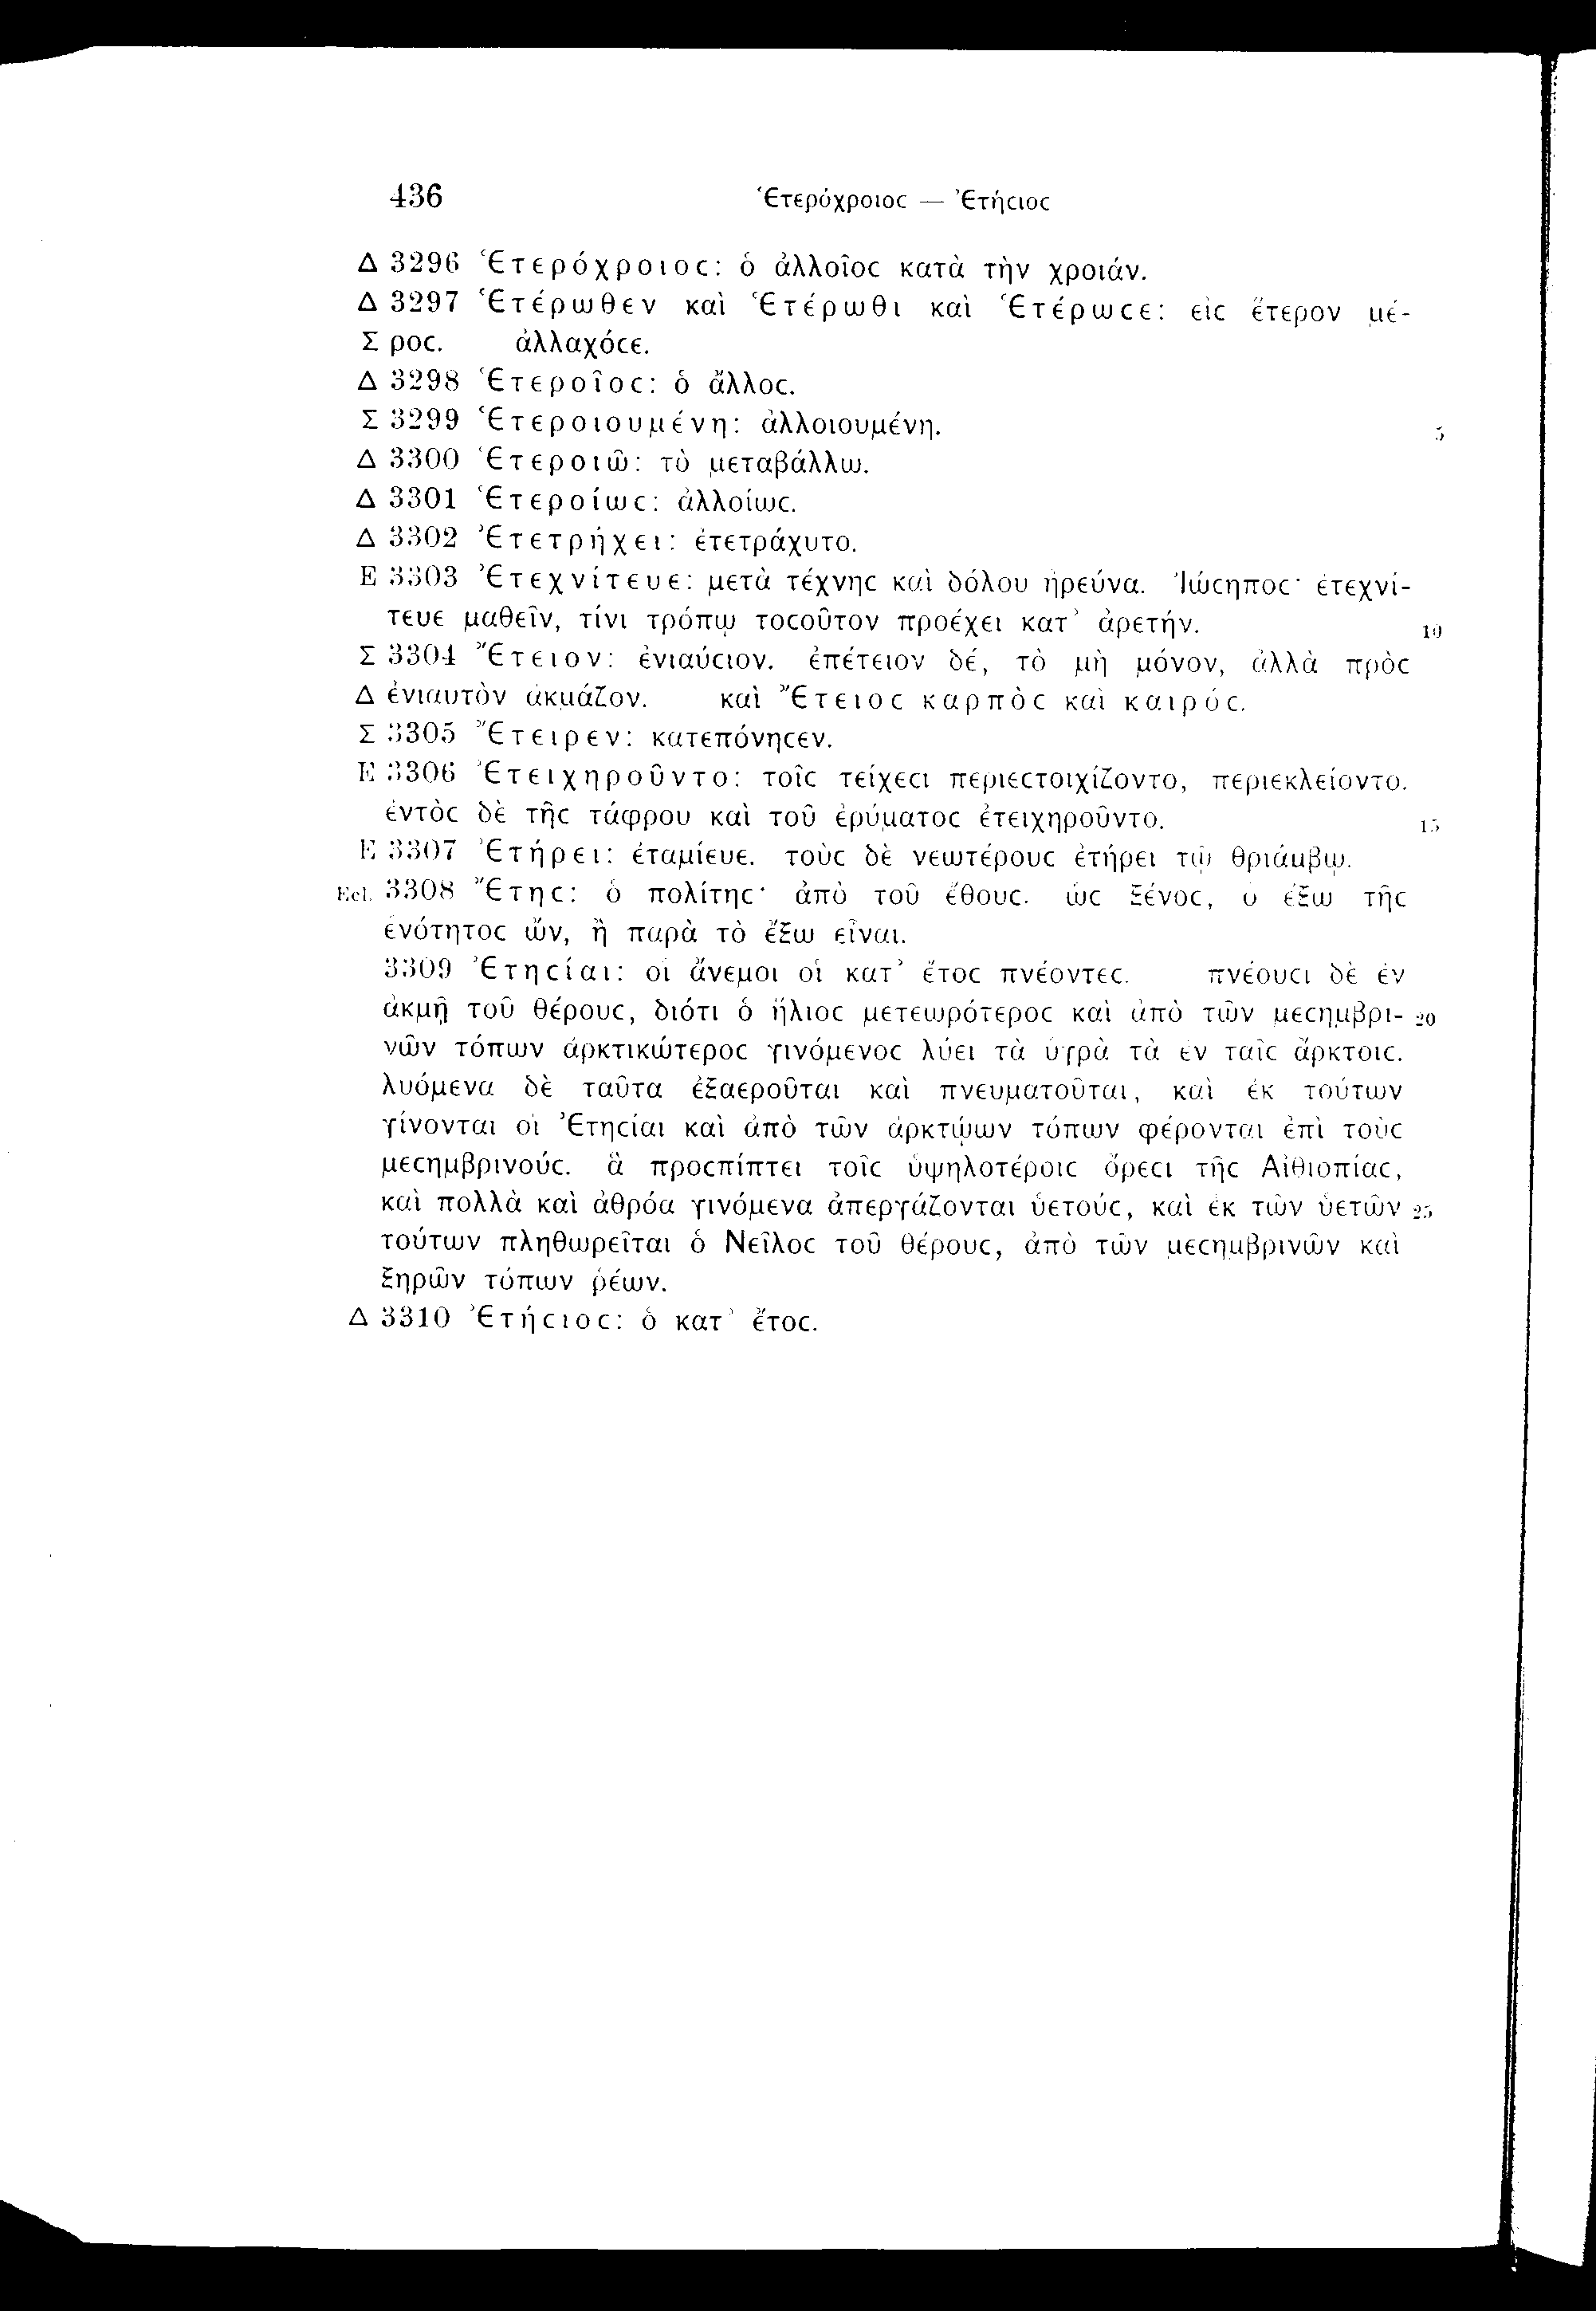 436 Ἑτερόχροιοϲ — Ἐτήϲιοϲ
Δ 3296 Ἑτερόχροιοϲ: ὁ ἀλλοῖοϲ κατὰ τὴν χροιάν.
Δ 3297 Ἑτέρωθεν καὶ Ἑτέρωθι καὶ Ἑτέρωϲε: εἰϲ ἕτερον μέ-
Σ ροϲ. ἀλλαχόϲε.
Δ 3298 Ἑτεροῖοϲ: ὁ ἄλλοϲ.
Σ 3299 Ἑτεροιουμένη: ἀλλοιουμένη. 5
Δ 3300 Ἑτεροιῶ: τὸ μεταβάλλω.
Δ 3301 Ἑτεροίωϲ: ἀλλοίωϲ.
Δ 3302 Ἐτετρήχει: ἐτετράχυτο.
E 3303 Ἐτεχνίτευε: μετὰ τέχνηϲ καὶ δόλου ἠρεύνα. Ἰώϲηποϲ· ἐτεχνί-
τευε μαθεῖν, τίνι τρόπῳ τοϲοῦτον προέχει κατ’ ἀρετήν. 10
Σ 3304 Ἔτειον: ἐνιαύϲιον. ἐπέτειον δέ, τὸ μὴ μόνον, ἀλλὰ πρὸϲ
Δ ἐνιαυτὸν ἀκμάζον. καὶ Ἔτειοϲ καρπὸϲ καὶ καιρόϲ.
Σ 3305 Ἔτειρεν: κατεπόνηϲεν.
E 3306 Ἐτειχηροῦντο: τοῖϲ τείχεϲι περιεϲτοιχίζοντο, περιεκλείοντο.
ἐντὸϲ δὲ τῆϲ τάφρου καὶ τοῦ ἐρύματοϲ ἐτειχηροῦντο. 15
E 3307 Ἐτήρει: ἐταμίευε. τοὺϲ δὲ νεωτέρουϲ ἐτήρει τῷ θριάμβῳ.
Ecl. 3308 Ἔτηϲ: ὁ πολίτηϲ· ἀπὸ τοῦ ἔθουϲ. ὡϲ ξένοϲ, ὁ ἔξω τῆϲ
ἑνότητοϲ ὤν, ἢ παρὰ τὸ ἔξω εἶναι.
3309 Ἐτηϲίαι: οἱ ἄνεμοι οἱ κατ’ ἔτοϲ πνέοντεϲ. πνέουϲι δὲ ἐν
ἀκμῇ τοῦ θέρουϲ, διότι ὁ ἥλιοϲ μετεωρότεροϲ καὶ ἀπὸ τῶν μεϲημβρι- 20
νῶν τόπων ἀρκτικώτεροϲ γινόμενοϲ λύει τὰ ὑγρὰ τὰ ἐν ταῖϲ ἄρκτοιϲ.
λυόμενα δὲ ταῦτα ἐξαεροῦται καὶ πνευματοῦται, καὶ ἐκ τούτων
γίνονται οἱ Ἐτηϲίαι καὶ ἀπὸ τῶν ἀρκτῴων τόπων φέρονται ἐπὶ τοὺϲ
μεϲημβρινούϲ. ἃ προϲπίπτει τοῖϲ ὑψηλοτέροιϲ ὄρεϲι τῆϲ Αἰθιοπίαϲ,
καὶ πολλὰ καὶ ἀθρόα γινόμενα ἀπεργάζονται ὑετούϲ, καὶ ἐκ τῶν ὑετῶν 25
τούτων πληθωρεῖται ὁ Νεῖλοϲ τοῦ θέρουϲ, ἀπὸ τῶν μεϲημβρινῶν καὶ
ξηρῶν τόπων ῥέων.
Δ 3310 Ἐτήϲιοϲ: ὁ κατ’ ἔτοϲ.